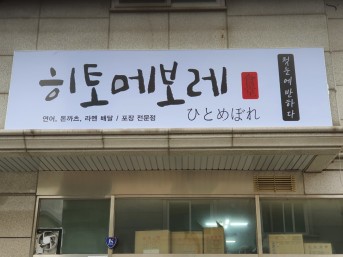 히토메보레
첫눈에 반하다
연어, 돈까츠, 라멘 배달 / 포장 전문점
ひとめぼれ